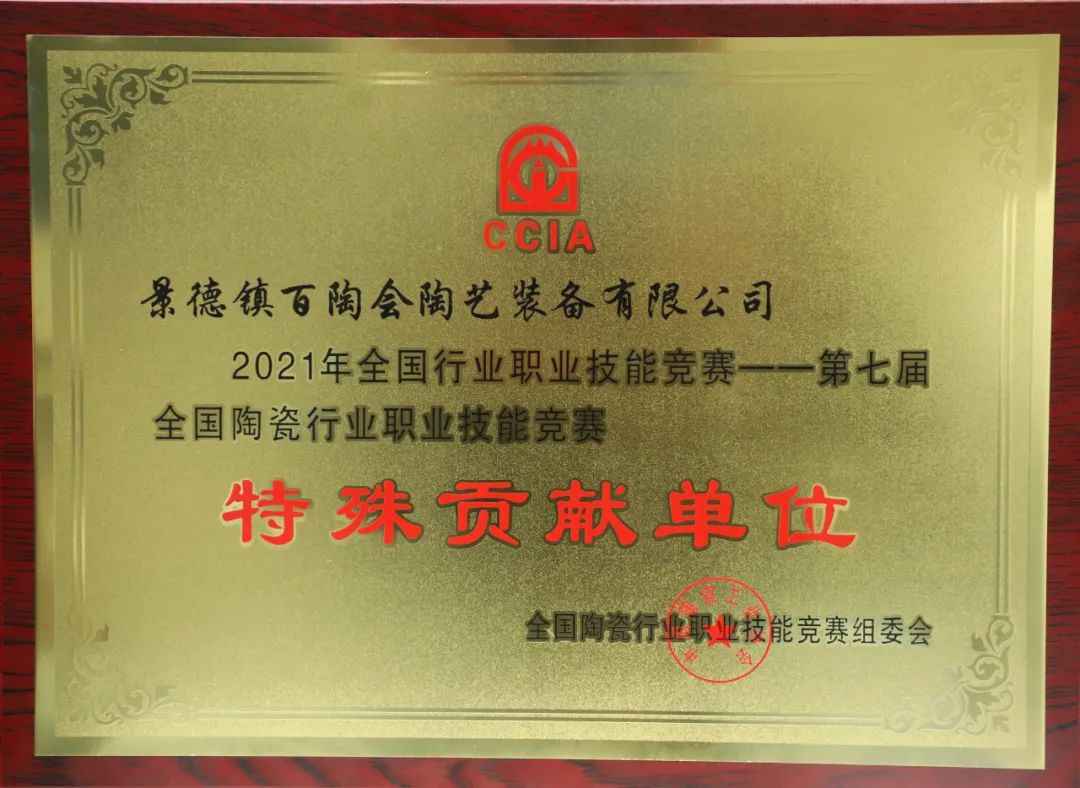 CCIA
景德镇百陶会陶艺装备有限公司
2021年全国行业职业技能竞赛——第七届
全国陶瓷行业职业技能竞赛
特殊贡献单位
全国陶瓷行业职业技能竞赛组委会